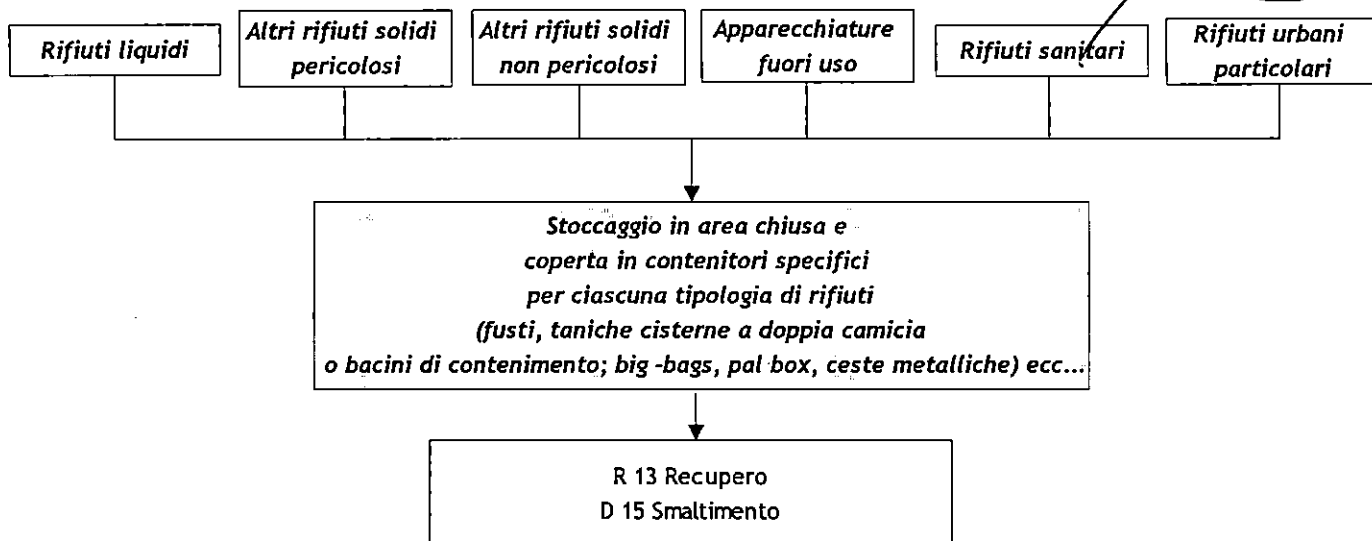 Rifiuti liquidi
Altri rifiuti solidi
pericolosi
Altri rifiuti solidi
non pericolosi
Apparecchiature
fuori uso
Rifiuti sanitari
Rifiuti urbani
particolari
Stoccaggio in area chiusa e
coperta in contenitori specifici
per ciascuna tipologia di rifiuti
(fusti, taniche cisterne a doppia camicia
o bacini di contenimento; big -bags, pal box, ceste metalliche) ecc...
R 13 Recupero
D 15 Smaltimento